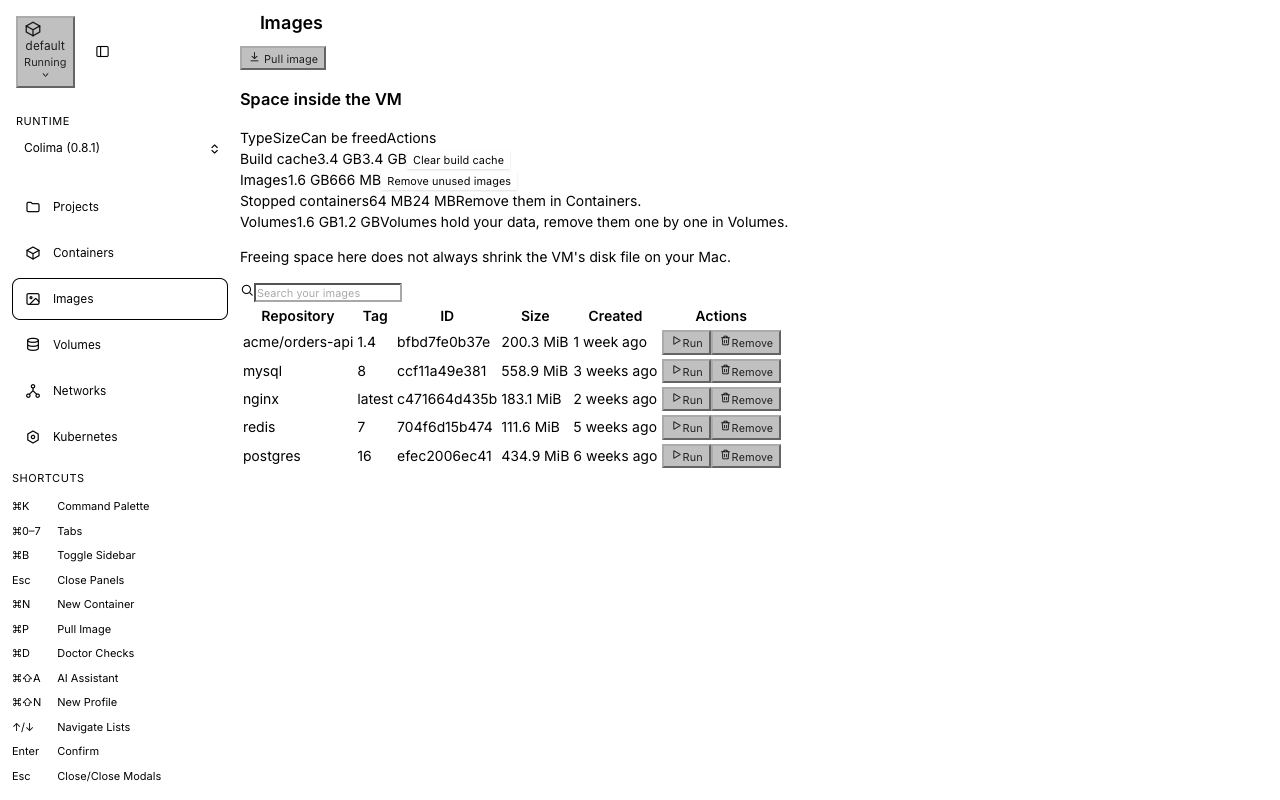 default
Running
RUNTIME
Colima (0.8.1)
Projects
Containers
Images
Volumes
Networks
Kubernetes
SHORTCUTS
⌘K Command Palette
⌘0–7 Tabs
⌘B Toggle Sidebar
Esc Close Panels
⌘N New Container
⌘P Pull Image
⌘D Doctor Checks
⌘⇧A AI Assistant
⌘⇧N New Profile
↑/↓ Navigate Lists
Enter Confirm
Esc Close/Close Modals
Images
Pull image
Space inside the VM
TypeSizeCan be freedActions
Build cache3.4 GB3.4 GB Clear build cache
Images1.6 GB666 MB Remove unused images
Stopped containers64 MB24 MBRemove them in Containers.
Volumes1.6 GB1.2 GBVolumes hold your data, remove them one by one in Volumes.
Freeing space here does not always shrink the VM's disk file on your Mac.
Search your images
Repository Tag ID Size Created Actions
acme/orders-api 1.4 bfbd7fe0b37e 200.3 MiB 1 week ago Run Remove
mysql 8 ccf11a49e381 558.9 MiB 3 weeks ago Run Remove
nginx latest c471664d435b 183.1 MiB 2 weeks ago Run Remove
redis 7 704f6d15b474 111.6 MiB 5 weeks ago Run Remove
postgres 16 efec2006ec41 434.9 MiB 6 weeks ago Run Remove